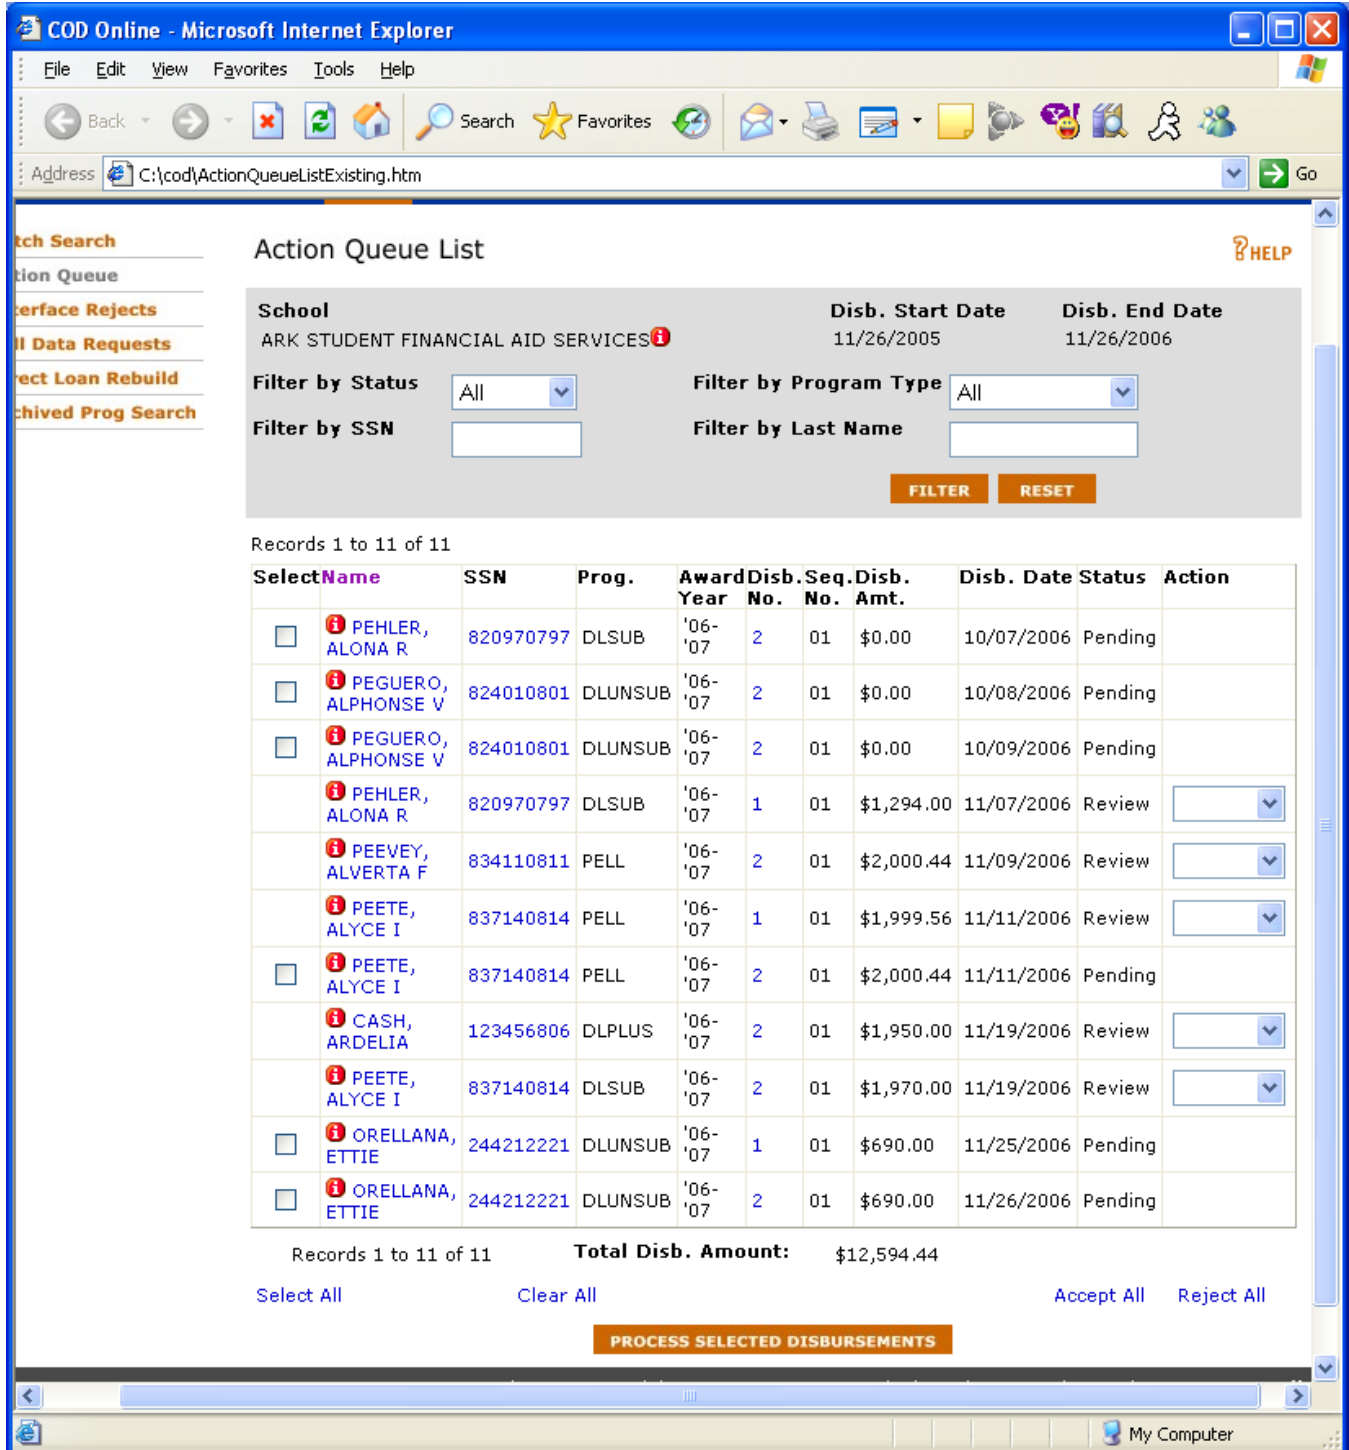 COD Online - Microsoft Internet Explorer
File Edit View Favorites Tools Help
Back Search Favorites
Address C:\cod\ActionQueueListExisting.htm Go
tch Search
tion Queue
terface Rejects
ll Data Requests
rect Loan Rebuild
chived Prog Search
Action Queue List
? HELP
School Disb. Start Date Disb. End Date
ARK STUDENT FINANCIAL AID SERVICES 11/26/2005 11/26/2006
Filter by Status All Filter by Program Type All
Filter by SSN Filter by Last Name
FILTER RESET
Records 1 to 11 of 11
Select Name SSN Prog. Award Disb. Seq. Disb. Disb. Date Status Action
Year No. No. Amt.
PEHLER, 820970797 DLSUB '06- 2 01 $0.00 10/07/2006 Pending
ALONA R '07
PEGUERO, 824010801 DLUNSUB '06- 2 01 $0.00 10/08/2006 Pending
ALPHONSE V '07
PEGUERO, 824010801 DLUNSUB '06- 2 01 $0.00 10/09/2006 Pending
ALPHONSE V '07
PEHLER, 820970797 DLSUB '06- 1 01 $1,294.00 11/07/2006 Review
ALONA R '07
PEEVEY, 834110811 PELL '06- 2 01 $2,000.44 11/09/2006 Review
ALVERTA F '07
PEETE, 837140814 PELL '06- 1 01 $1,999.56 11/11/2006 Review
ALYCE I '07
PEETE, 837140814 PELL '06- 2 01 $2,000.44 11/11/2006 Pending
ALYCE I '07
CASH, 123456806 DLPLUS '06- 2 01 $1,950.00 11/19/2006 Review
ARDELIA '07
PEETE, 837140814 DLSUB '06- 2 01 $1,970.00 11/19/2006 Review
ALYCE I '07
ORELLANA, 244212221 DLUNSUB '06- 1 01 $690.00 11/25/2006 Pending
ETTIE '07
ORELLANA, 244212221 DLUNSUB '06- 2 01 $690.00 11/26/2006 Pending
ETTIE '07
Records 1 to 11 of 11 Total Disb. Amount: $12,594.44
Select All Clear All Accept All Reject All
PROCESS SELECTED DISBURSEMENTS
My Computer